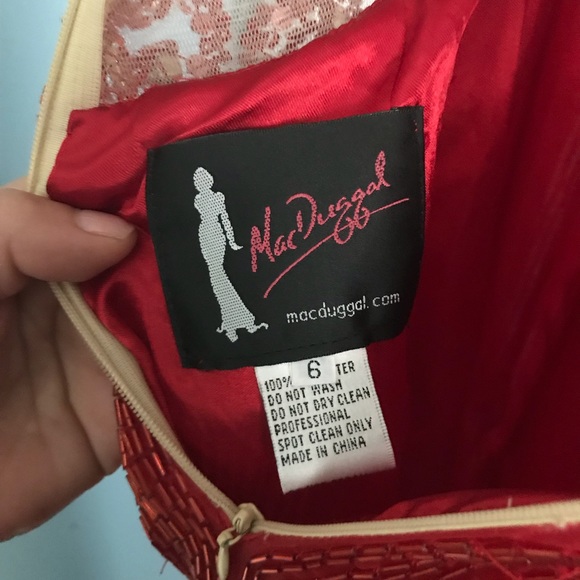 MacDuggal
macduggal.com
6
100% TER
DO NOT WASH
DO NOT DRY CLEAN
PROFESSIONAL
SPOT CLEAN ONLY
MADE IN CHINA